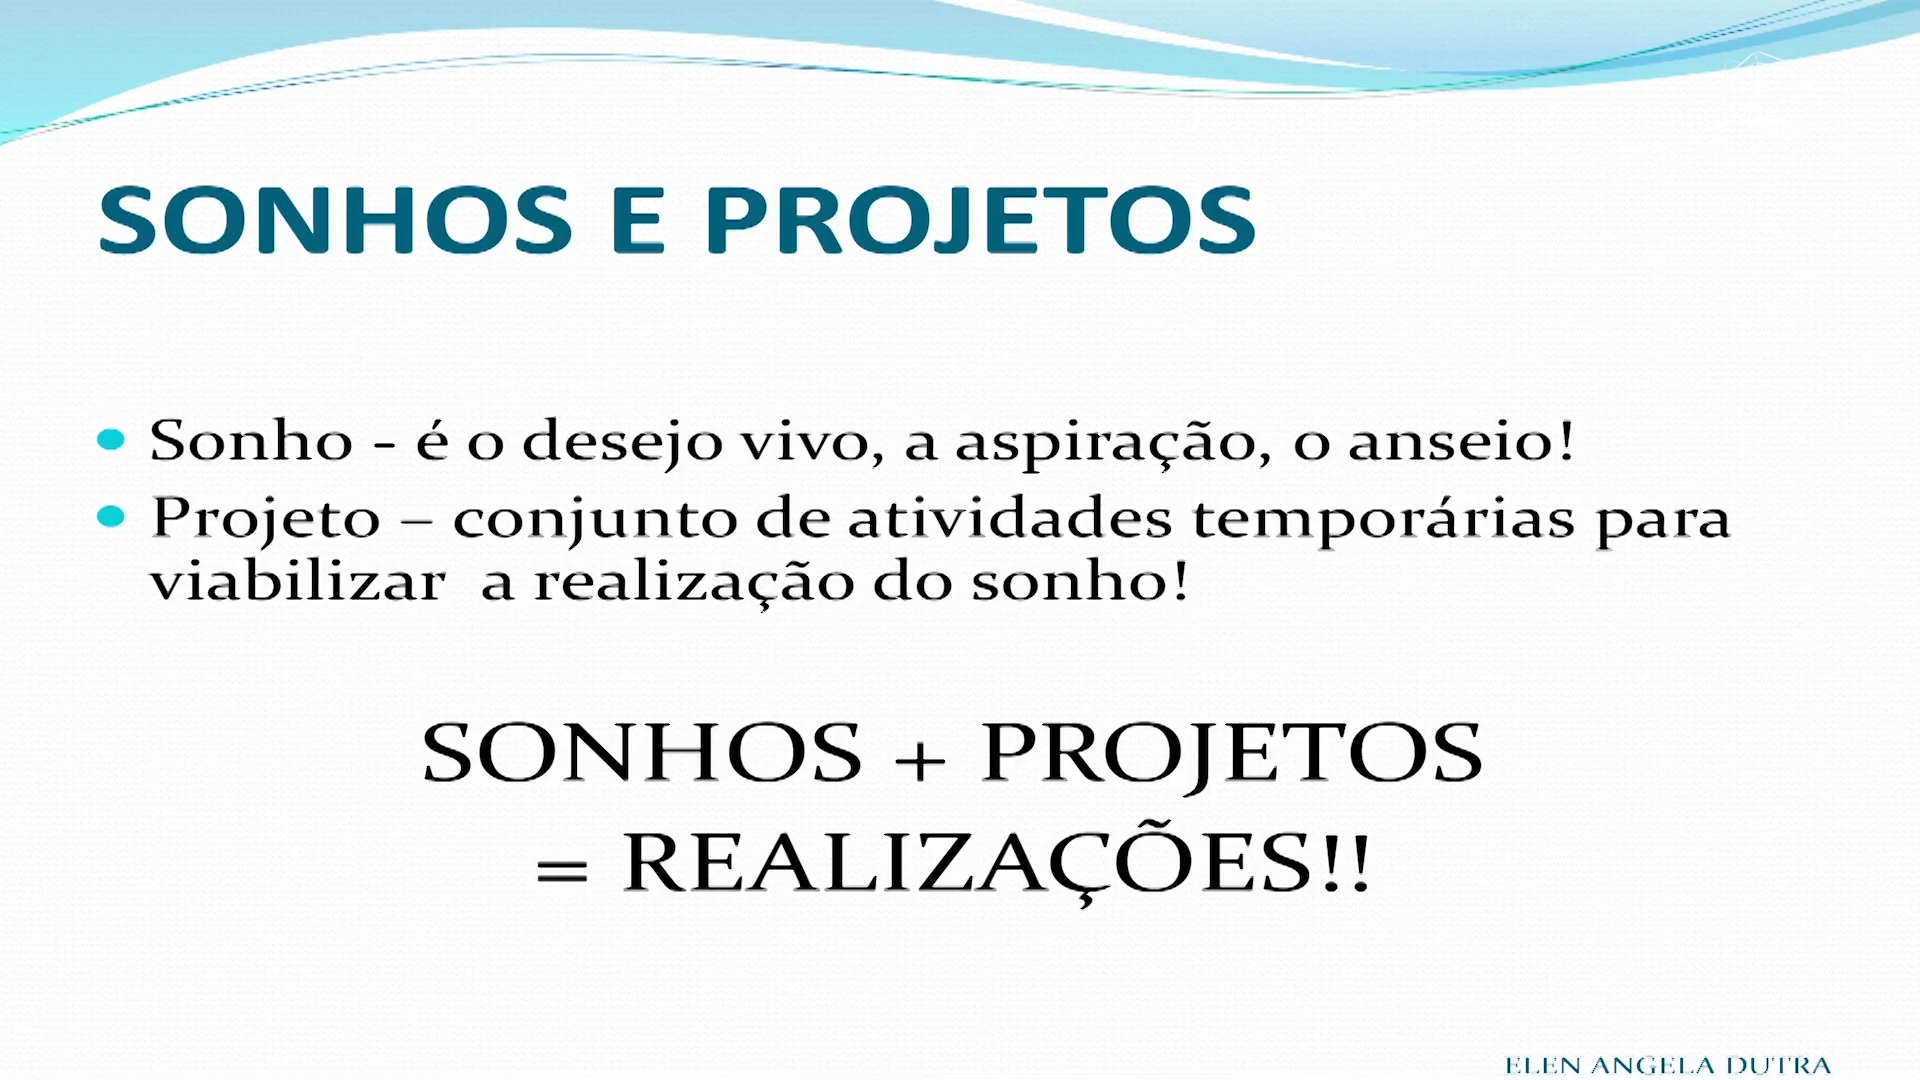 SONHOS E PROJETOS
• Sonho - é o desejo vivo, a aspiração, o anseio!
• Projeto – conjunto de atividades temporárias para
viabilizar  a realização do sonho!
SONHOS + PROJETOS
= REALIZAÇÕES!!
ELEN ANGELA DUTRA